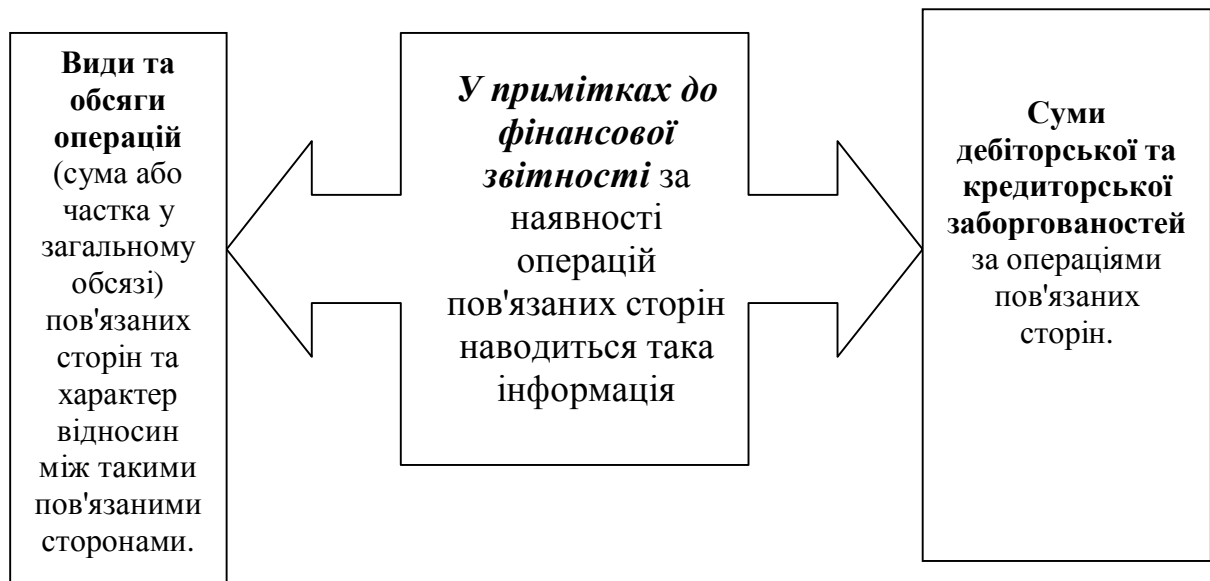 Види та
обсяги
операцій
(сума або
частка у
загальному
обсязі)
пов'язаних
сторін та
характер
відносин
між такими
пов'язаними
сторонами.
У примітках до
фінансової
звітності за
наявності
операцій
пов'язаних сторін
наводиться така
інформація
Суми
дебіторської та
кредиторської
заборгованостей
за операціями
пов'язаних
сторін.